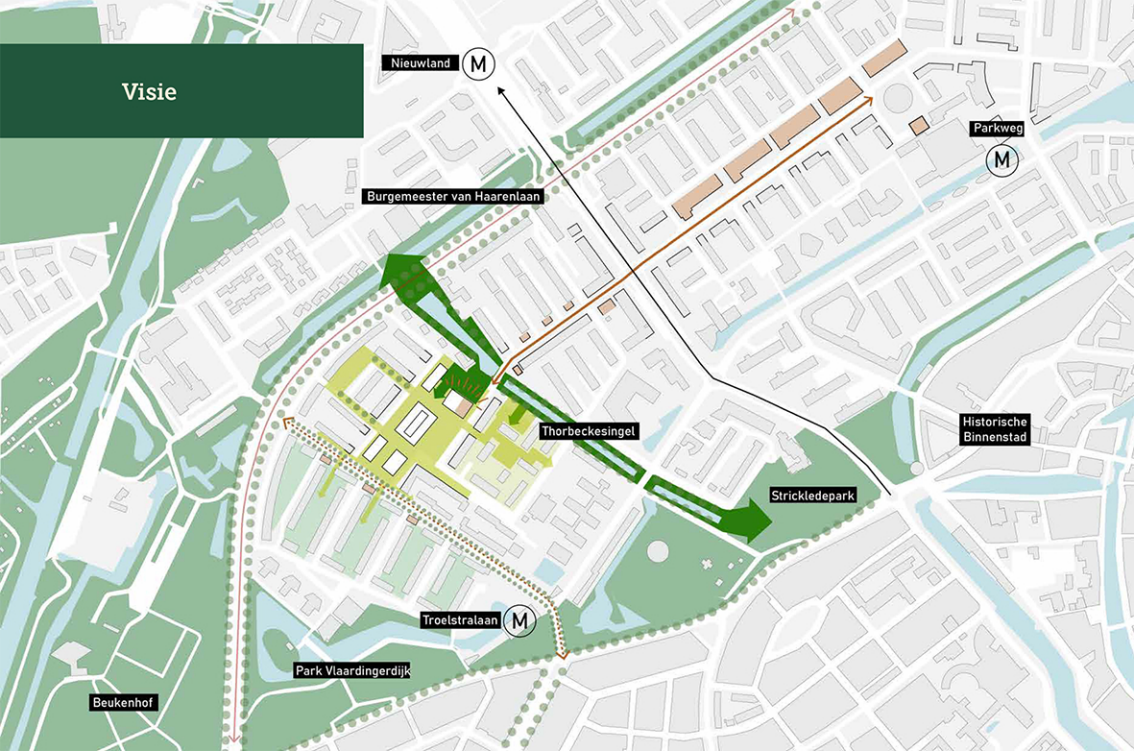 Visie
Nieuwland
M
Parkweg
M
Burgemeester van Haarenlaan
Thorbeckesingel
Historische
Binnenstad
Strickledepark
Troelstralaan
M
Park Vlaardingerdijk
Beukenhof